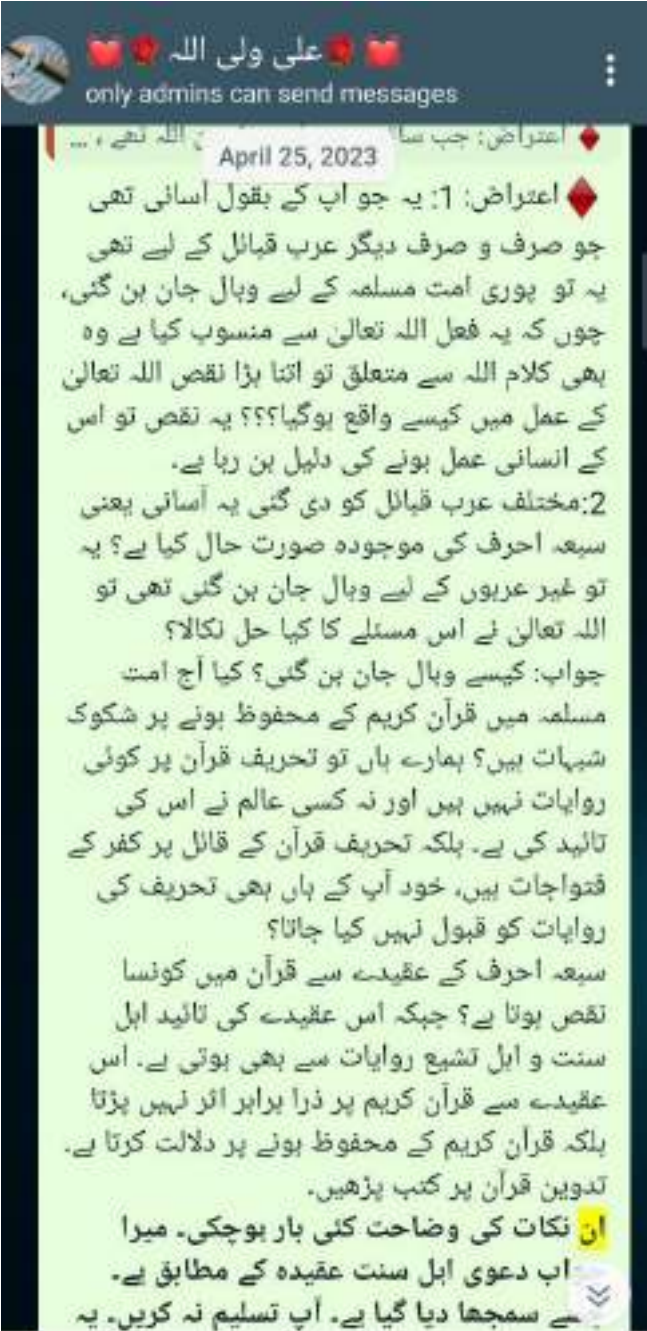 علی ولی اللہ
only admins can send messages
اعتراض: جب سا اللہ تھے ، ...
April 25, 2023
اعتراض: 1: یہ جو آپ کے بقول آسانی تھی
جو صرف و صرف دیگر عرب قبائل کے لیے تھی
یہ تو پوری امت مسلمہ کے لیے وبال جان بن گئی،
چوں کہ یہ فعل اللہ تعالیٰ سے منسوب کیا ہے وہ
بھی کلام اللہ سے متعلق تو اتنا بڑا نقص اللہ تعالیٰ
کے عمل میں کیسے واقع ہوگیا؟؟؟ یہ نقص تو اس
کے انسانی عمل ہونے کی دلیل بن رہا ہے۔
2:مختلف عرب قبائل کو دی گئی یہ آسانی یعنی
سبعہ احرف کی موجودہ صورت حال کیا ہے؟ یہ
تو غیر عربوں کے لیے وبال جان بن گئی تھی تو
اللہ تعالیٰ نے اس مسئلے کا کیا حل نکالا؟
جواب: کیسے وبال جان بن گئی؟ کیا آج امت
مسلمہ میں قرآن کریم کے محفوظ ہونے پر شکوک
شبہات ہیں؟ ہمارے ہاں تو تحریف قرآن پر کوئی
روایات نہیں ہیں اور نہ کسی عالم نے اس کی
تائید کی ہے۔ بلکہ تحریف قرآن کے قائل پر کفر کے
فتواجات ہیں، خود آپ کے ہاں بھی تحریف کی
روایات کو قبول نہیں کیا جاتا؟
سبعہ احرف کے عقیدے سے قرآن میں کونسا
نقص ہوتا ہے؟ جبکہ اس عقیدے کی تائید اہل
سنت و اہل تشیع روایات سے بھی ہوتی ہے۔ اس
عقیدے سے قرآن کریم پر ذرا برابر اثر نہیں پڑتا
بلکہ قرآن کریم کے محفوظ ہونے پر دلالت کرتا ہے۔
تدوین قرآن پر کتب پڑھیں۔
ان نکات کی وضاحت کئی بار ہوچکی۔ میرا
دعوی اہل سنت عقیدہ کے مطابق ہے۔
سمجھا دیا گیا ہے۔ آپ تسلیم نہ کریں۔ یہ